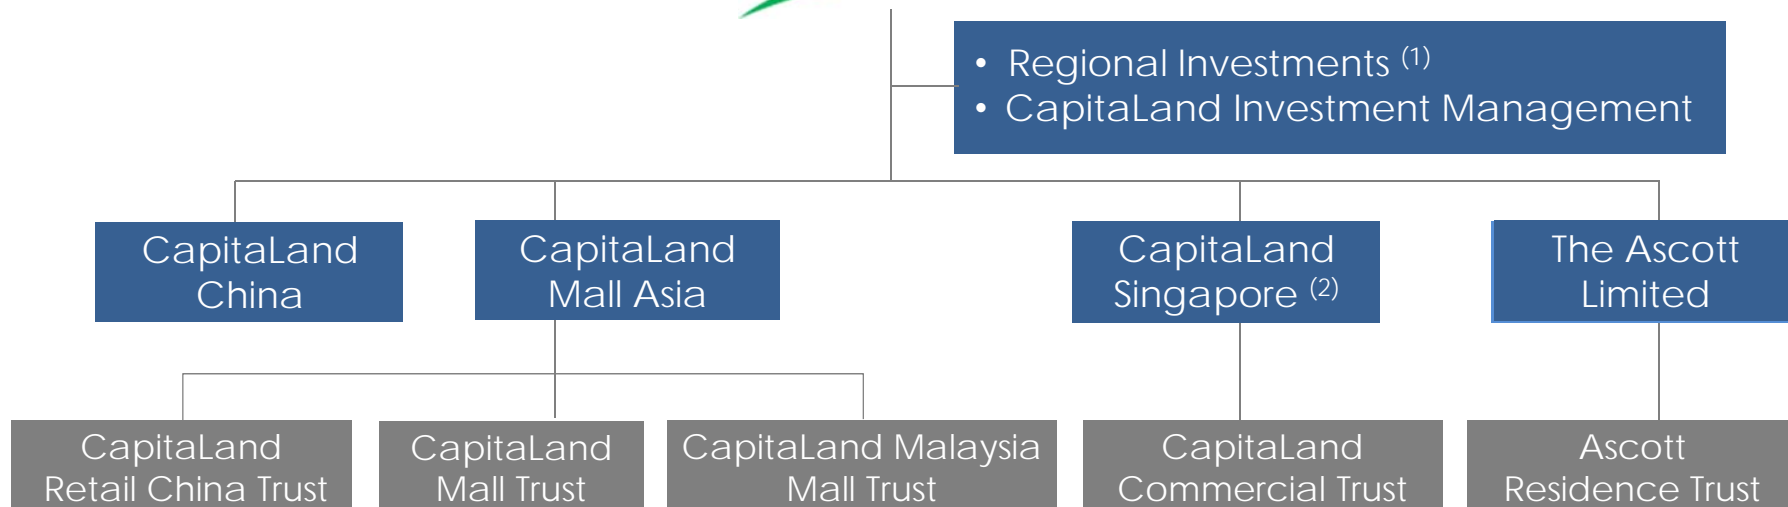 • Regional Investments (1)
• CapitaLand Investment Management
CapitaLand
China
CapitaLand
Mall Asia
CapitaLand
Singapore (2)
The Ascott
Limited
CapitaLand
Retail China Trust
CapitaLand
Mall Trust
CapitaLand Malaysia
Mall Trust
CapitaLand
Commercial Trust
Ascott
Residence Trust